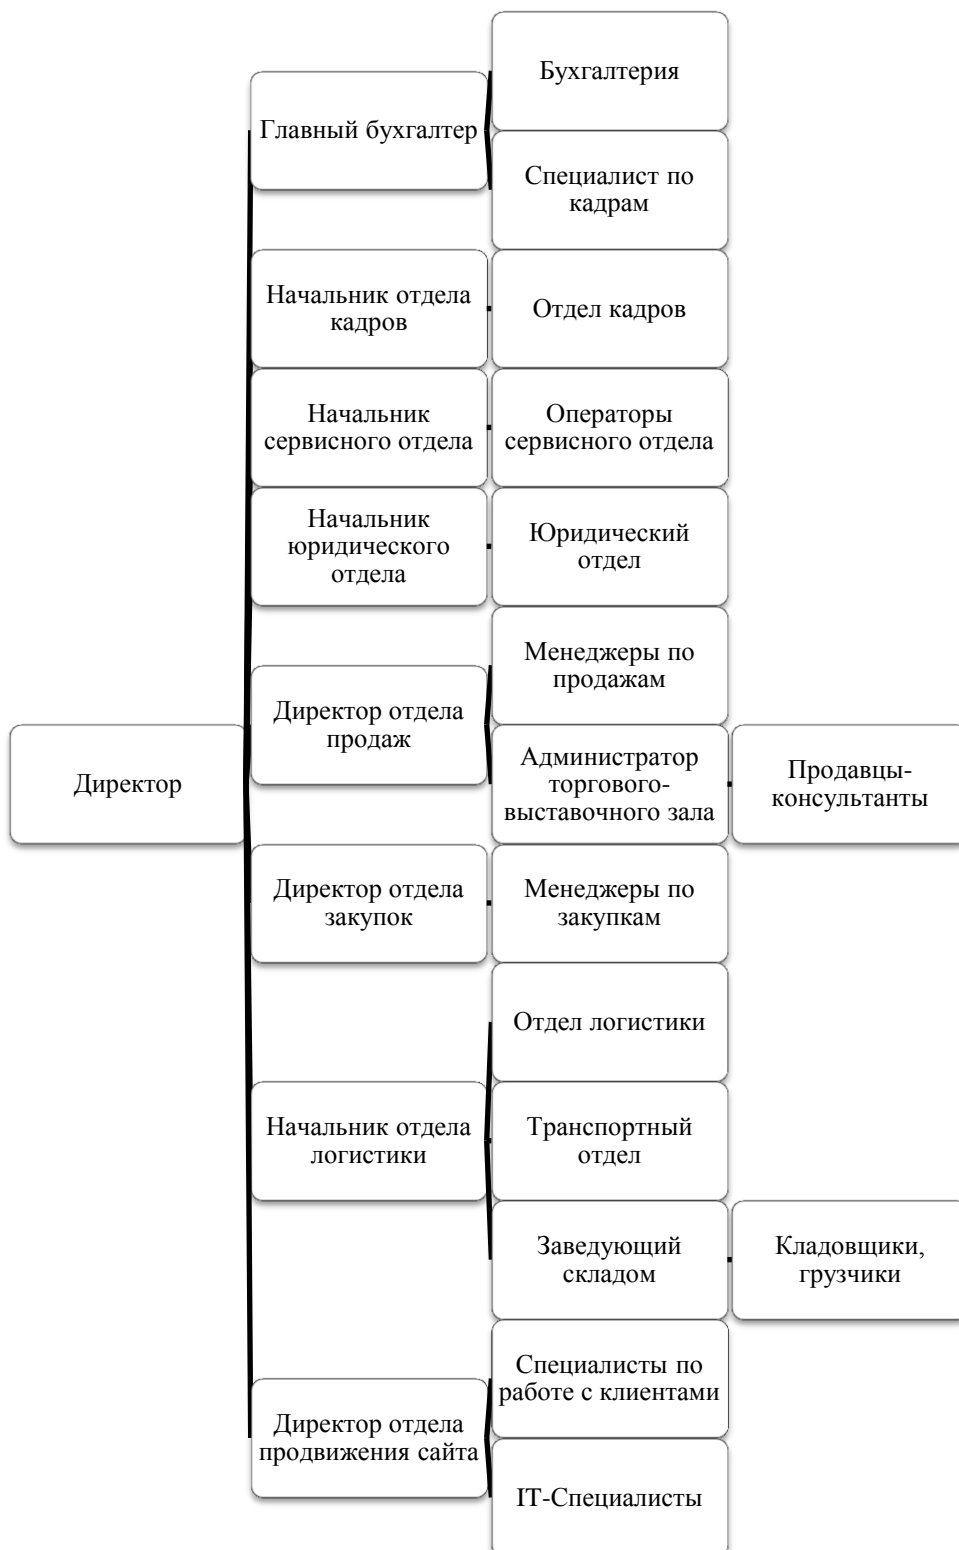 Бухгалтерия
Главный бухгалтер
Специалист по
кадрам
Начальник отдела
кадров
Отдел кадров
Начальник
сервисного отдела
Операторы
сервисного отдела
Начальник
юридического
отдела
Юридический
отдел
Менеджеры по
продажам
Директор отдела
продаж
Директор
Администратор
торгового-
выставочного зала
Продавцы-
консультанты
Директор отдела
закупок
Менеджеры по
закупкам
Отдел логистики
Начальник отдела
логистики
Транспортный
отдел
Заведующий
складом
Кладовщики,
грузчики
Специалисты по
работе с клиентами
Директор отдела
продвижения сайта
IT-Специалисты